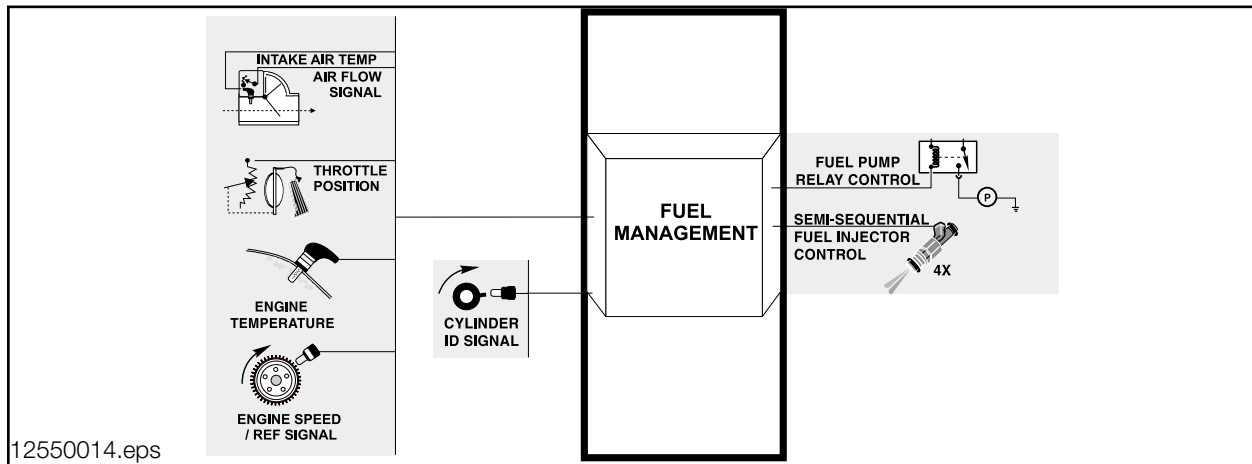 INTAKE AIR TEMP
AIR FLOW
SIGNAL
THROTTLE
POSITION
ENGINE
TEMPERATURE
ENGINE SPEED
/ REF SIGNAL
CYLINDER
ID SIGNAL
FUEL
MANAGEMENT
FUEL PUMP
RELAY CONTROL
P
SEMI-SEQUENTIAL
FUEL INJECTOR
CONTROL
4X
12550014.eps